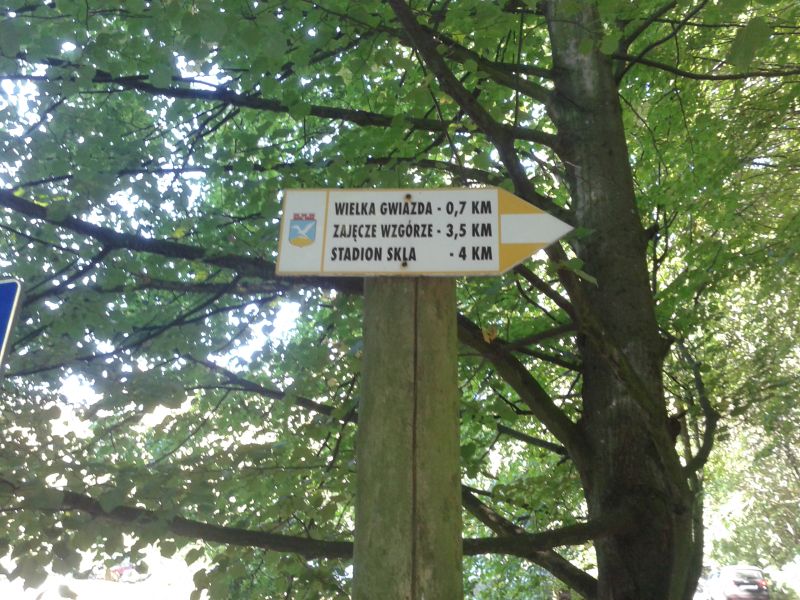 WIELKA GWIAZDA - 0,7 KM
ZAJĘCZE WZGÓRZE - 3,5 KM
STADION SKLA - 4 KM